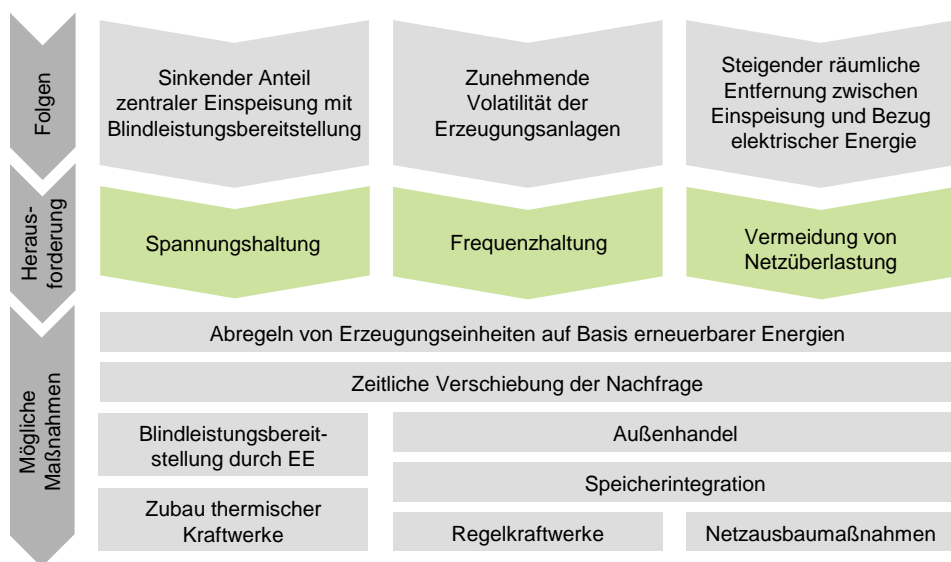 Folgen
Sinkender Anteil
zentraler Einspeisung mit
Blindleistungsbereitstellung
Zunehmende
Volatilität der
Erzeugungsanlagen
Steigender räumliche
Entfernung zwischen
Einspeisung und Bezug
elektrischer Energie
Heraus-
forderung
Spannungshaltung
Frequenzhaltung
Vermeidung von
Netzüberlastung
Mögliche
Maßnahmen
Abregeln von Erzeugungseinheiten auf Basis erneuerbarer Energien
Zeitliche Verschiebung der Nachfrage
Blindleistungsbereit-
stellung durch EE
Außenhandel
Speicherintegration
Zubau thermischer
Kraftwerke
Regelkraftwerke
Netzausbaumaßnahmen